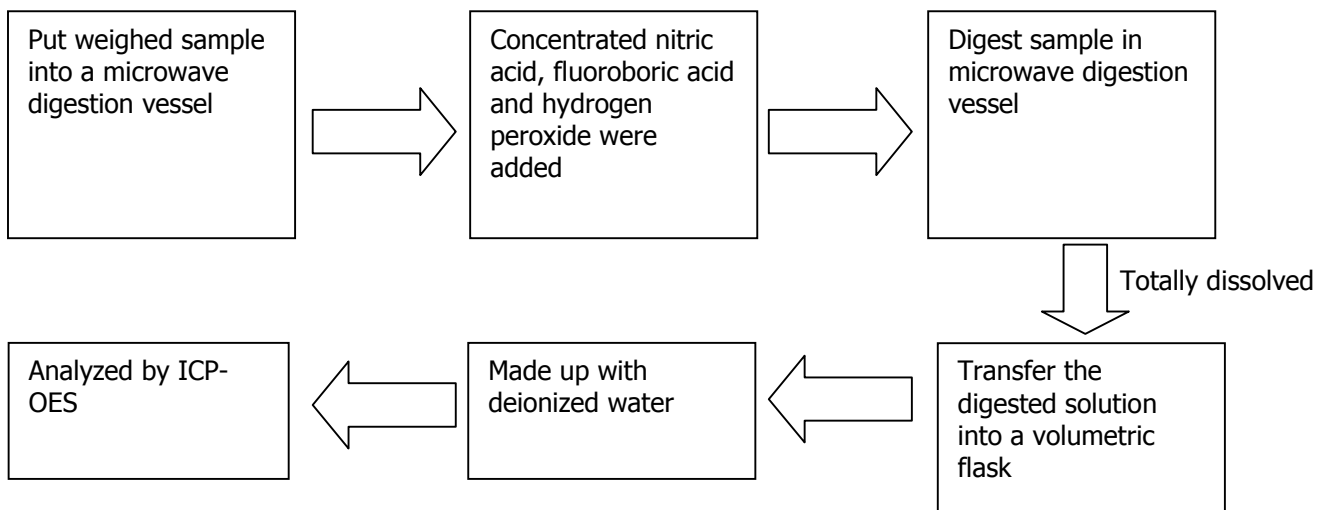 Put weighed sample
into a microwave
digestion vessel
Concentrated nitric
acid, fluoroboric acid
and hydrogen
peroxide were
added
Digest sample in
microwave digestion
vessel
Totally dissolved
Transfer the
digested solution
into a volumetric
flask
Made up with
deionized water
Analyzed by ICP-
OES